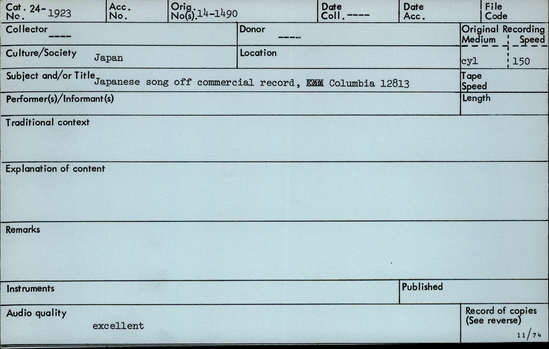 Cat. 24- No. 1923 Acc. No. Orig. No(s). 14-1490 Date Coll. ---- Date Acc. File Code
Collector ---- Donor ---- Original Recording
Medium Speed
Culture/Society Japan Location cyl 150
Subject and/or Title Japanese song off commercial record, Columbia 12813 Tape Speed
Performer(s)/Informant(s) Length
Traditional context
Explanation of content
Remarks
Instruments Published
Audio quality Record of copies
(See reverse)
excellent 11/74